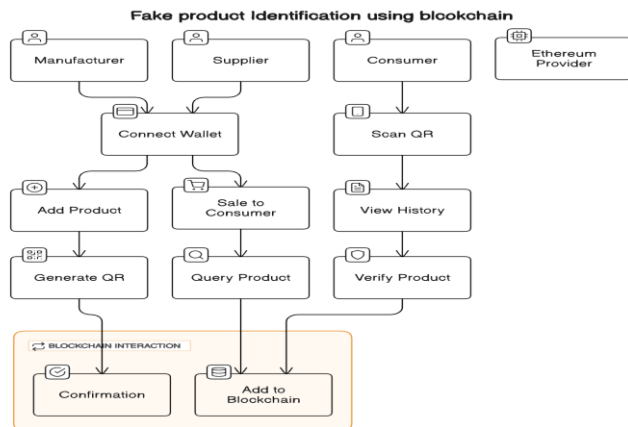 Fake product Identification using blcokchain
Manufacturer
Supplier
Consumer
Ethereum
Provider
Connect Wallet
Scan QR
Add Product
Sale to
Consumer
View History
Generate QR
Query Product
Verify Product
BLOCKCHAIN INTERACTION
Confirmation
Add to
Blockchain